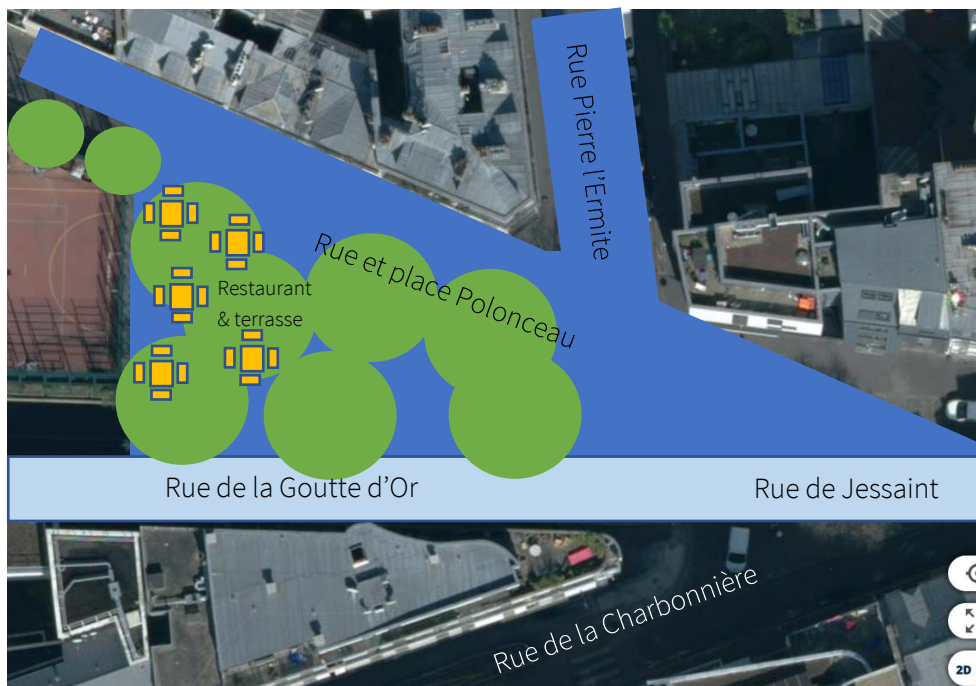 Rue Pierre l'Ermite
Rue et place Polonceau
Restaurant
& terrasse
Rue de la Goutte d'Or
Rue de Jessaint
Rue de la Charbonnière
2D